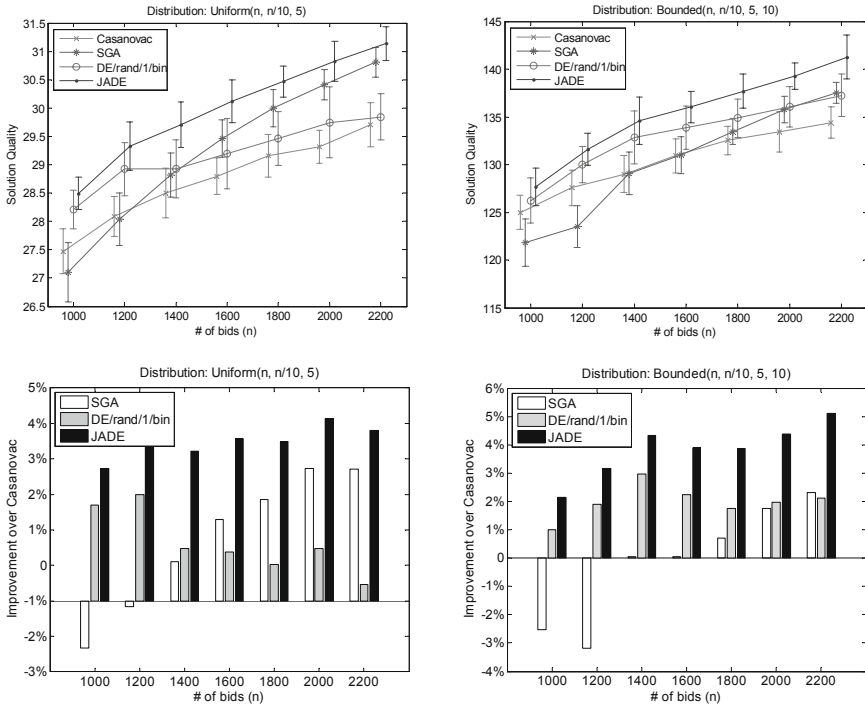 Distribution: Uniform(n, n/10, 5)
31.5
31
30.5
30
29.5
29
28.5
28
27.5
27
26.5
Solution Quality
Casanovac
SGA
DE/rand/1/bin
JADE
1000 1200 1400 1600 1800 2000 2200
# of bids (n)
Distribution: Bounded(n, n/10, 5, 10)
145
140
135
130
125
120
115
Solution Quality
Casanovac
SGA
DE/rand/1/bin
JADE
1000 1200 1400 1600 1800 2000 2200
# of bids (n)
Distribution: Uniform(n, n/10, 5)
5%
4%
3%
2%
1%
0
-1%
-2%
-3%
Improvement over Casanovac
SGA
DE/rand/1/bin
JADE
1000 1200 1400 1600 1800 2000 2200
# of bids (n)
Distribution: Bounded(n, n/10, 5, 10)
6%
5%
4%
3%
2%
1%
0
-1%
-2%
-3%
-4%
Improvement over Casanovac
SGA
DE/rand/1/bin
JADE
1000 1200 1400 1600 1800 2000 2200
# of bids (n)